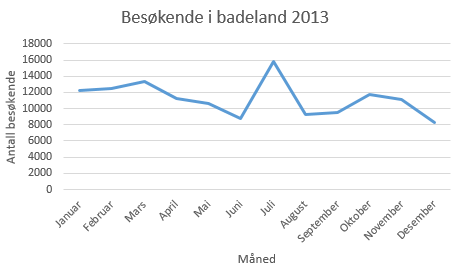 Besøkende i badeland 2013
Antall besøkende
18000
16000
14000
12000
10000
8000
6000
4000
2000
0
Januar
Februar
Mars
April
Mai
Juni
Juli
August
September
Oktober
November
Desember
Måned